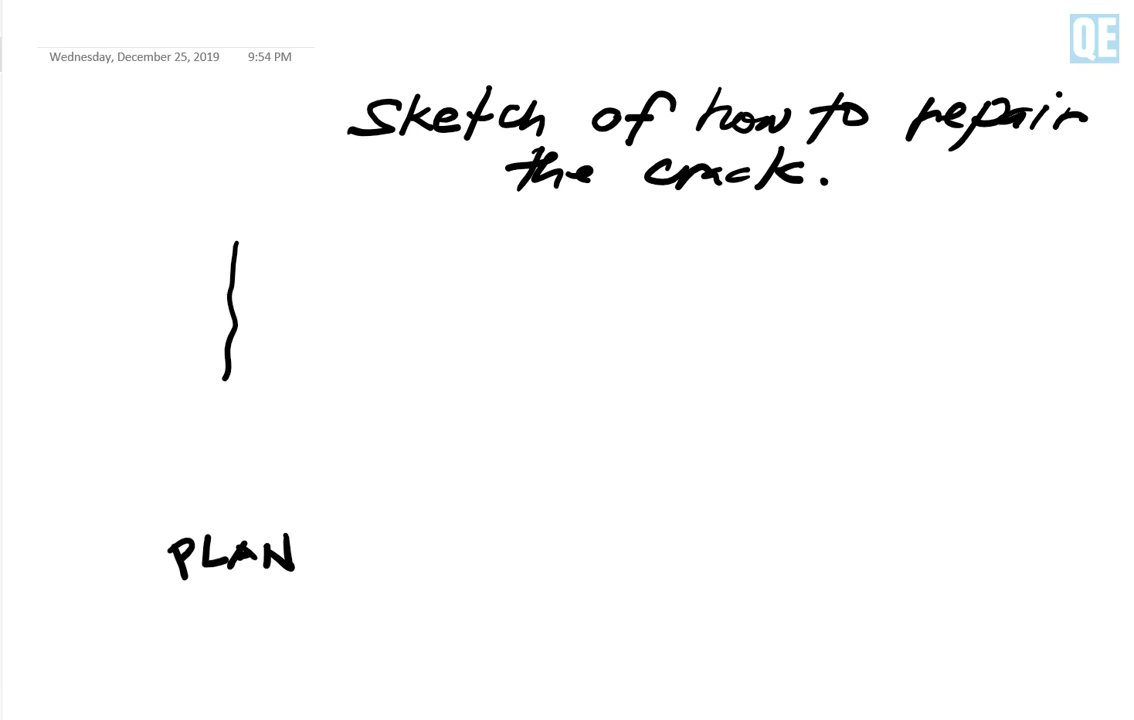 QE
Wednesday, December 25, 2019 9:54 PM
Sketch of how to repair
the crack.
PLAN